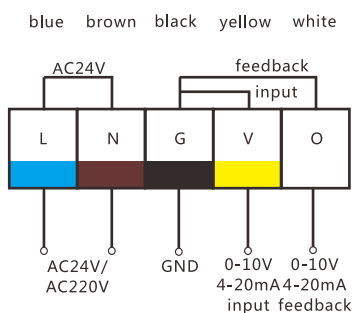 blue brown black yellow white
AC24V feedback
input
L N G V O
AC24V/ GND 0-10V 0-10V
AC220V 4-20mA 4-20mA
input feedback